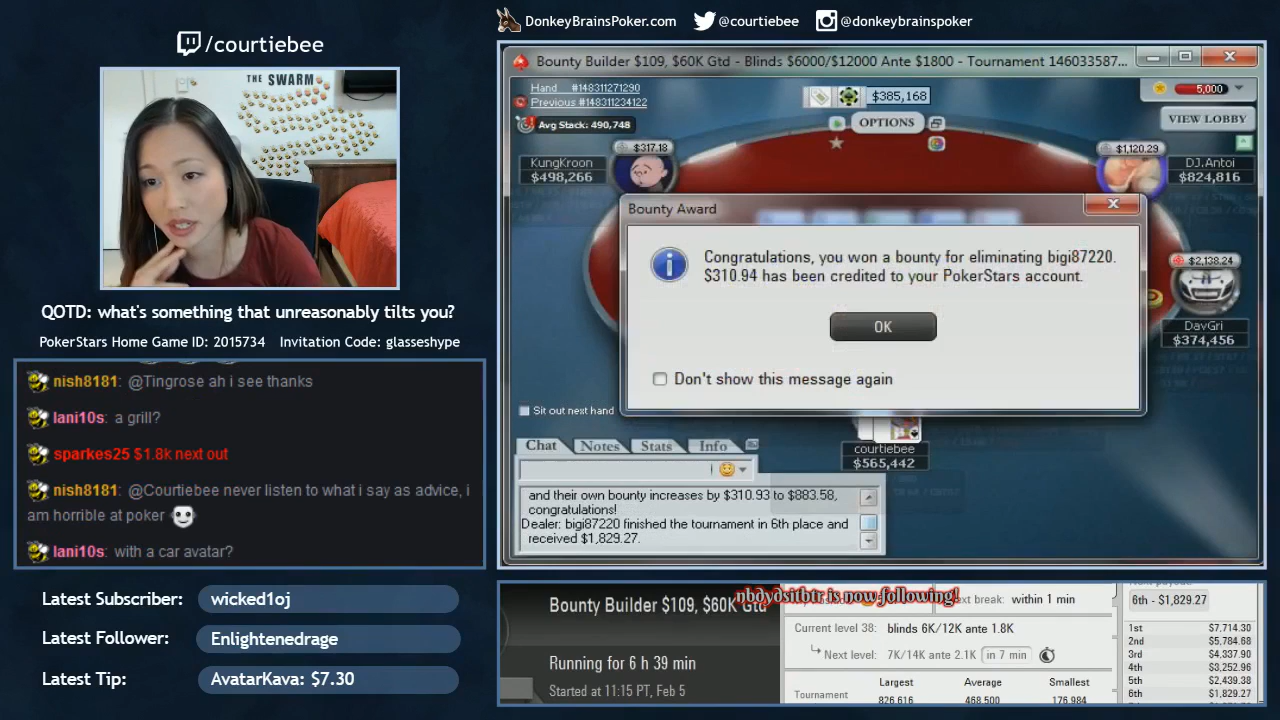 /courtiebee
DonkeyBrainsPoker.com @courtiebee @donkeybrainspoker
THE SWARM
QOTD: what's something that unreasonably tilts you?
PokerStars Home Game ID: 2015734 Invitation Code: glasseshype
nish8181: @Tingrose ah i see thanks
lani10s: a grill?
sparkes25 $1.8k next out
nish8181: @Courtiebee never listen to what i say as advice, i
am horrible at poker
lani10s: with a car avatar?
Latest Subscriber: wicked1oj
Latest Follower: Enlightenedrage
Latest Tip: AvatarKava: $7.30
Bounty Builder $109, $60K Gtd - Blinds $6000/$12000 Ante $1800 - Tournament 146033587...
Hand #148311271290
Previous #148311234122
Avg Stack: 490,748
$385,168
OPTIONS
5,000
VIEW LOBBY
$317.18
KungKroon
$498,266
$1,120.29
DJ.Antoi
$824,816
Bounty Award
Congratulations, you won a bounty for eliminating bigi87220.
$310.94 has been credited to your PokerStars account.
OK
Don't show this message again
$2,138.24
DavGri
$374,456
Sit out next hand
courtiebee
$565,442
Chat Notes Stats Info
and their own bounty increases by $310.93 to $883.58,
congratulations!
Dealer: bigi87220 finished the tournament in 6th place and
received $1,829.27.
nbdydsitbtr is now following!
Bounty Builder $109, $60K Gtd
Running for 6 h 39 min
Started at 11:15 PT, Feb 5
next break: within 1 min
Current level 38: blinds 6K/12K ante 1.8K
Next level: 7K/14K ante 2.1K in 7 min
Largest Average Smallest
Tournament 826,616 468,500 176,984
Next payout
6th - $1,829.27
1st $7,714.30
2nd $5,784.68
3rd $4,337.90
4th $3,252.96
5th $2,439.38
6th $1,829.27